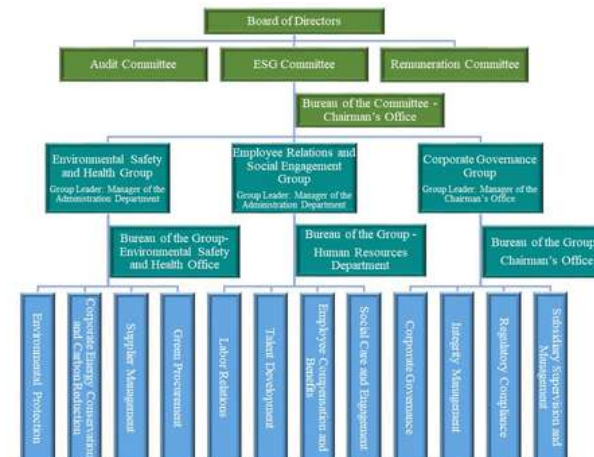 Board of Directors
Audit Committee
ESG Committee
Remuneration Committee
Bureau of the Committee -
Chairman's Office
Environmental Safety
and Health Group
Group Leader: Manager of the
Administration Department
Employee Relations and
Social Engagement
Group
Group Leader: Manager of the
Administration Department
Corporate Governance
Group
Group Leader: Manager of the
Chairman's Office
Bureau of the Group-
Environmental Safety
and Health Office
Bureau of the Group -
Human Resources
Department
Bureau of the Group
Chairman's Office
Environmental Protection
Corporate Energy Conservation
and Carbon Reduction
Supplier Management
Green Procurement
Labor Relations
Talent Development
Employee Compensation and
Benefits
Social Care and Engagement
Corporate Governance
Integrity Management
Regulatory Compliance
Subsidiary Supervision and
Management